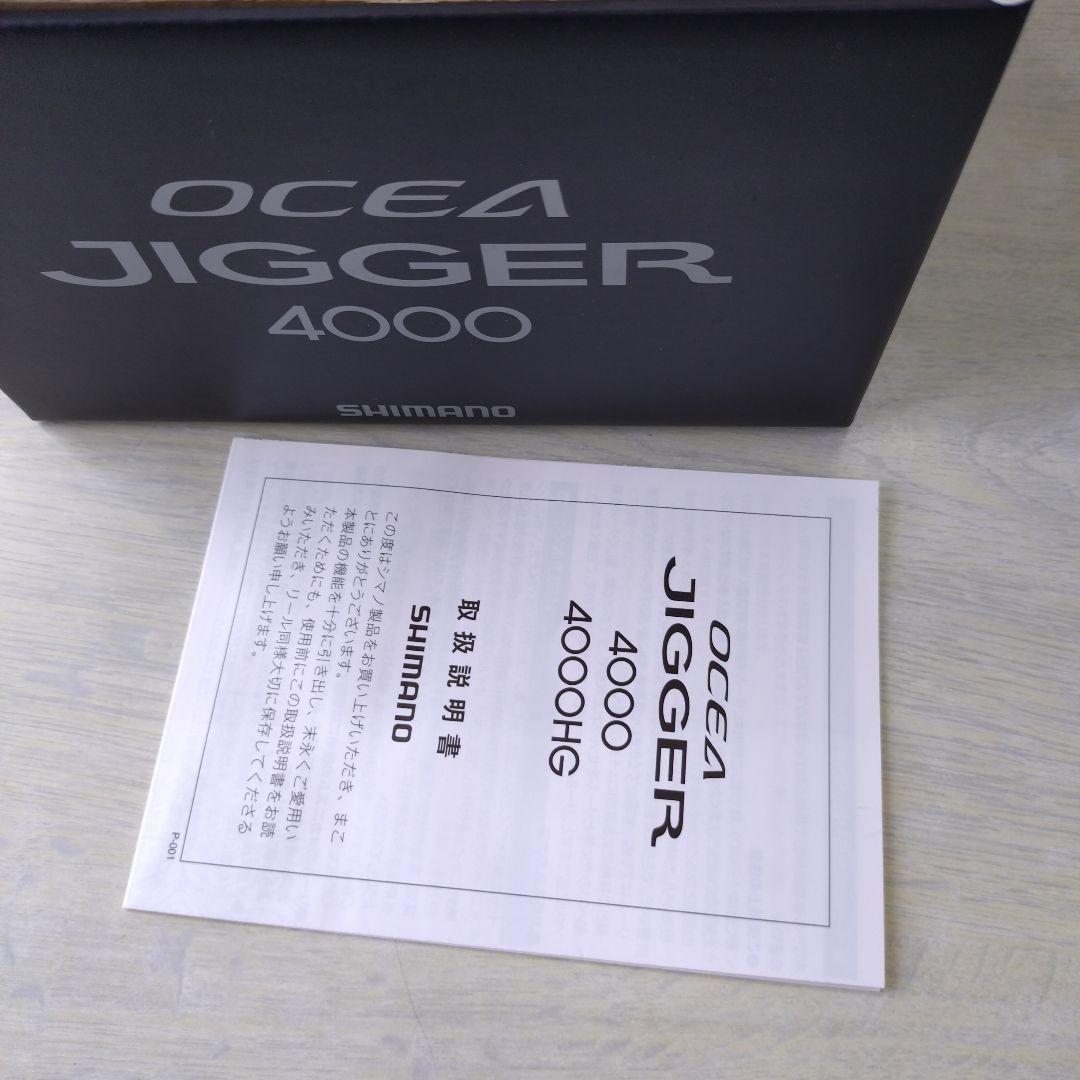 OCEA
JIGGER
4000
SHIMANO
OCEA
JIGGER
4000
4000HG
取扱説明書
SHIMANO
この度はシマノ製品をお買い上げいただき、まこ
とにありがとうございます。
本製品の機能を十分に引き出し、末永くご愛用い
ただくためにも、使用前にこの取扱説明書をお読
みいただき、リール同様大切に保存してくださる
ようお願い申し上げます。
P-001